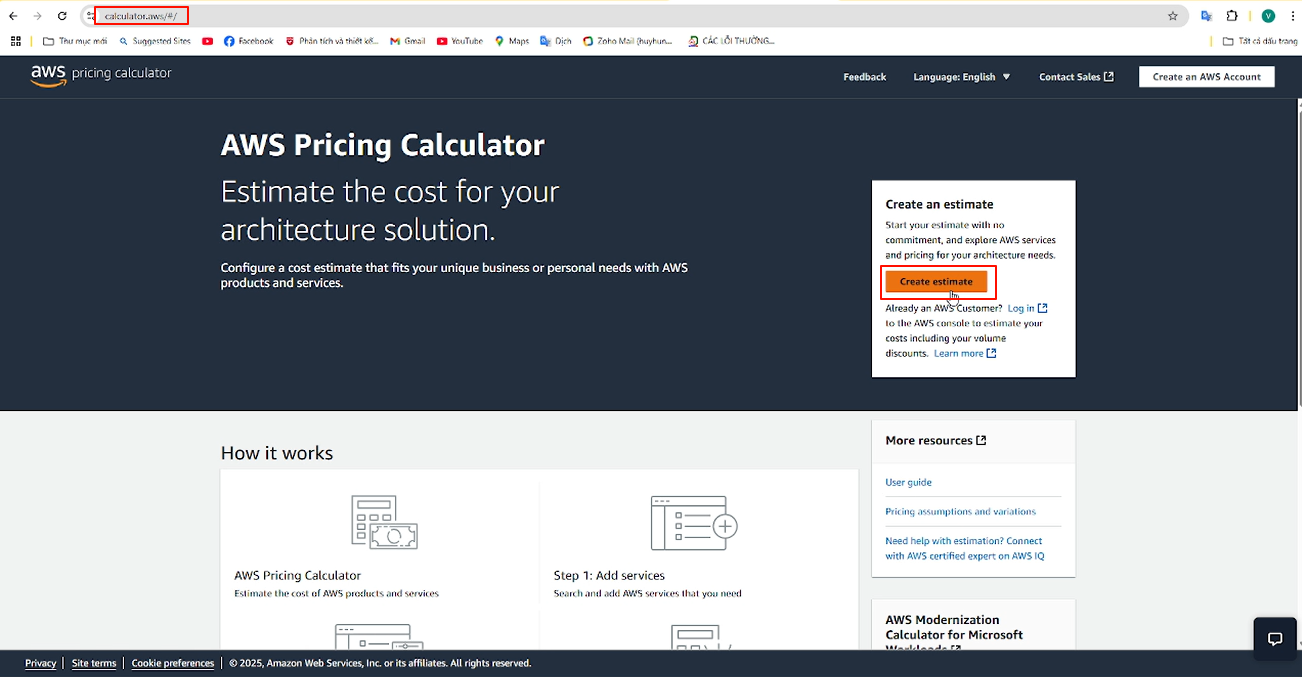 calculator.aws/#/
Thư mục mới
Suggested Sites
Facebook
Phân tích và thiết kế...
Gmail
YouTube
Maps
Dịch
Zoho Mail (huyhun...
CÁC LỖI THƯỜNG...
Tất cả dấu trang
aws pricing calculator
Feedback
Language: English
Contact Sales
Create an AWS Account
AWS Pricing Calculator
Estimate the cost for your
architecture solution.
Configure a cost estimate that fits your unique business or personal needs with AWS
products and services.
Create an estimate
Start your estimate with no
commitment, and explore AWS services
and pricing for your architecture needs.
Create estimate
Already an AWS Customer? Log in
to the AWS console to estimate your
costs including your volume
discounts. Learn more
How it works
AWS Pricing Calculator
Estimate the cost of AWS products and services
Step 1: Add services
Search and add AWS services that you need
More resources
User guide
Pricing assumptions and variations
Need help with estimation? Connect
with AWS certified expert on AWS IQ
AWS Modernization
Calculator for Microsoft
Workloads
Privacy
Site terms
Cookie preferences
© 2025, Amazon Web Services, Inc. or its affiliates. All rights reserved.
V